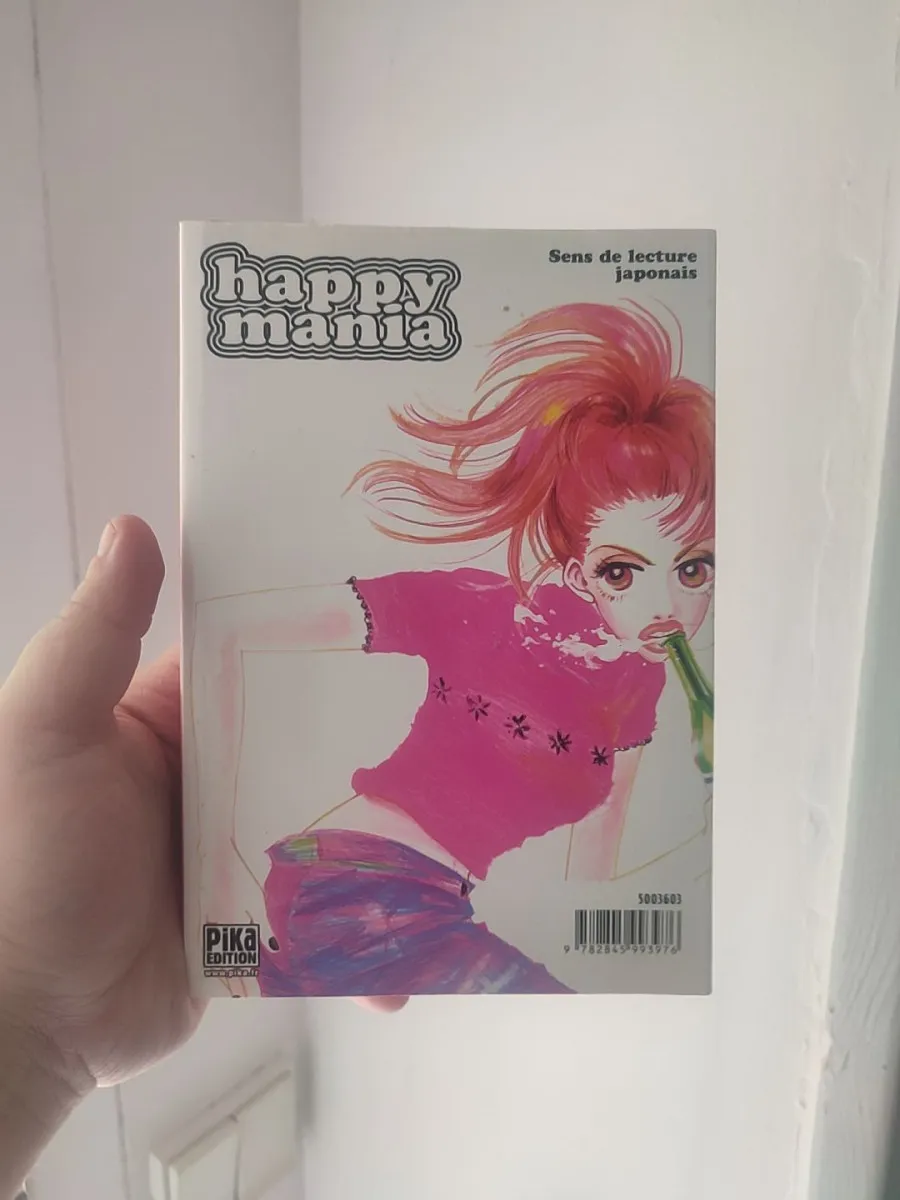 happy
mania
Sens de lecture
japonais
PiKa
EDITION
5003603
9 782845 993976